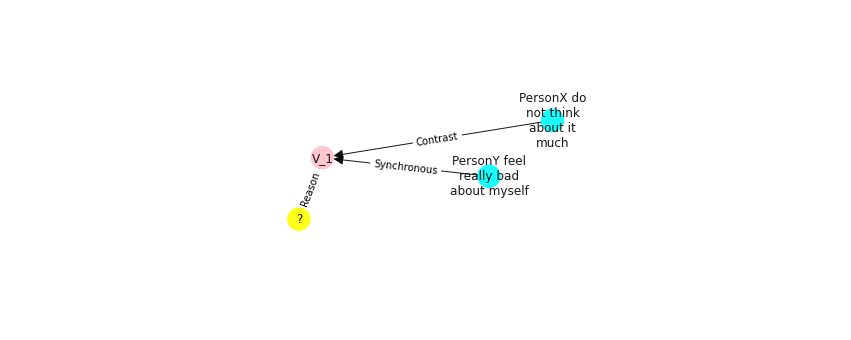 PersonX do
not think
about it
much
Contrast
V_1
Synchronous
PersonY feel
really bad
about myself
Reason
?